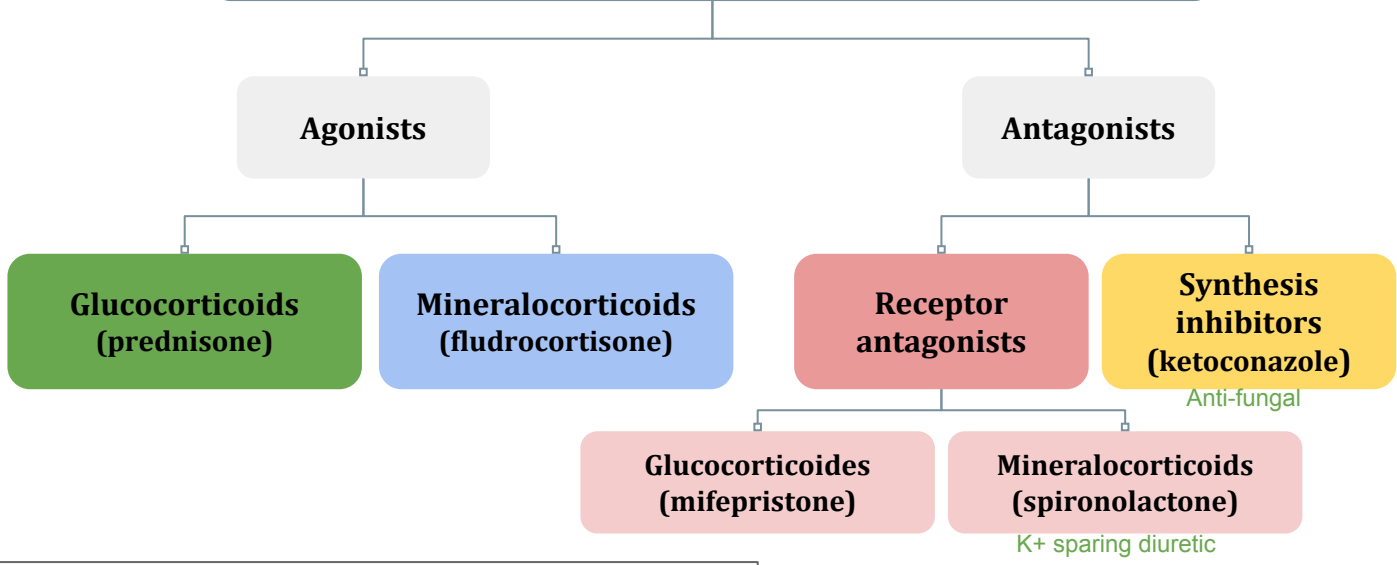 Agonists
Antagonists
Glucocorticoids
(prednisone)
Mineralocorticoids
(fludrocortisone)
Receptor
antagonists
Synthesis
inhibitors
(ketoconazole)
Anti-fungal
Glucocorticoides
(mifepristone)
Mineralocorticoids
(spironolactone)
K+ sparing diuretic